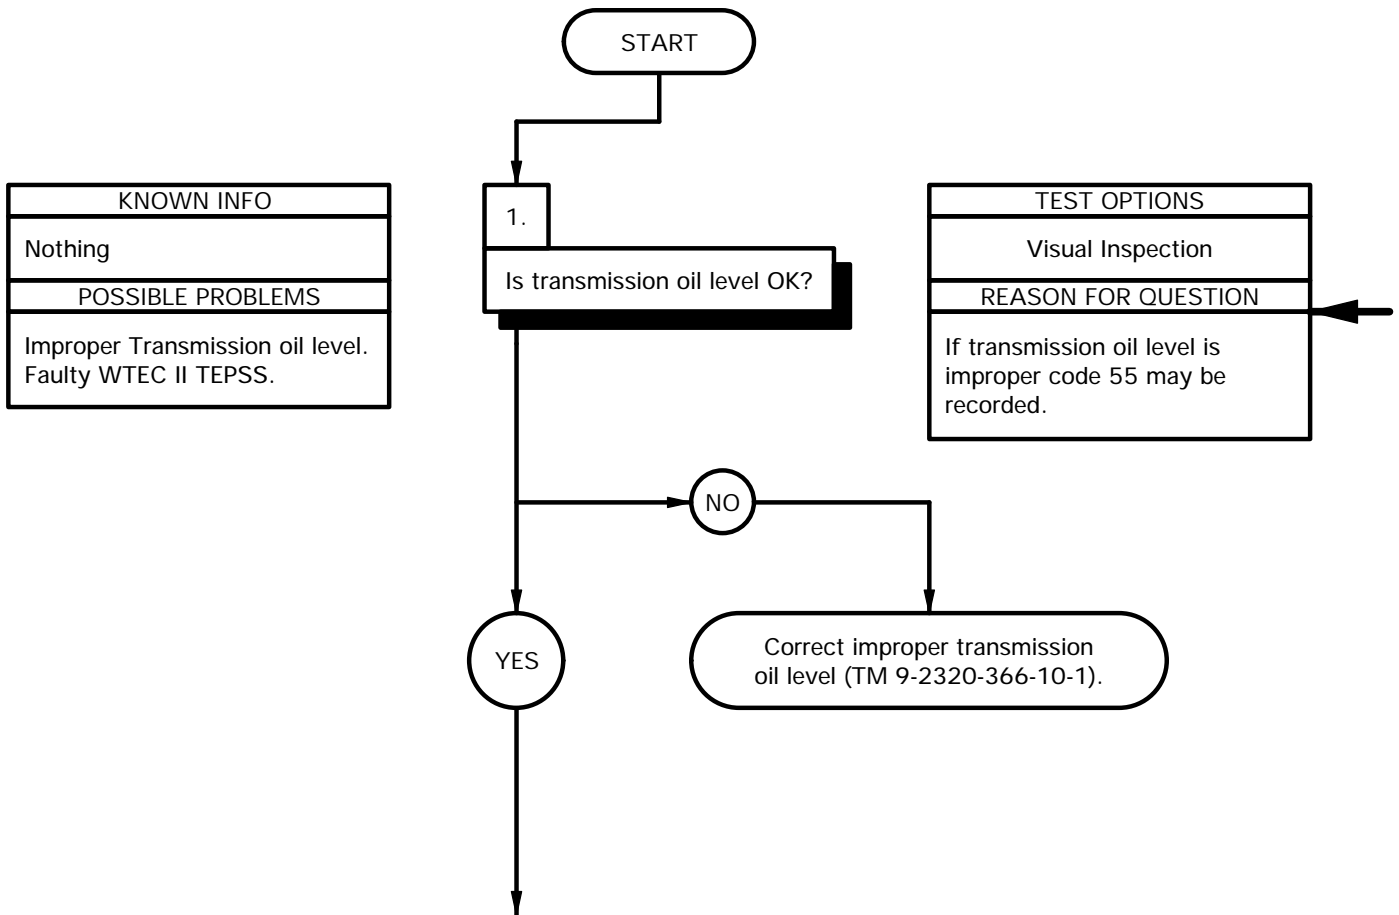 START
KNOWN INFO
Nothing
POSSIBLE PROBLEMS
Improper Transmission oil level.
Faulty WTEC II TEPSS.
1.
Is transmission oil level OK?
TEST OPTIONS
Visual Inspection
REASON FOR QUESTION
If transmission oil level is
improper code 55 may be
recorded.
NO
YES
Correct improper transmission
oil level (TM 9-2320-366-10-1).